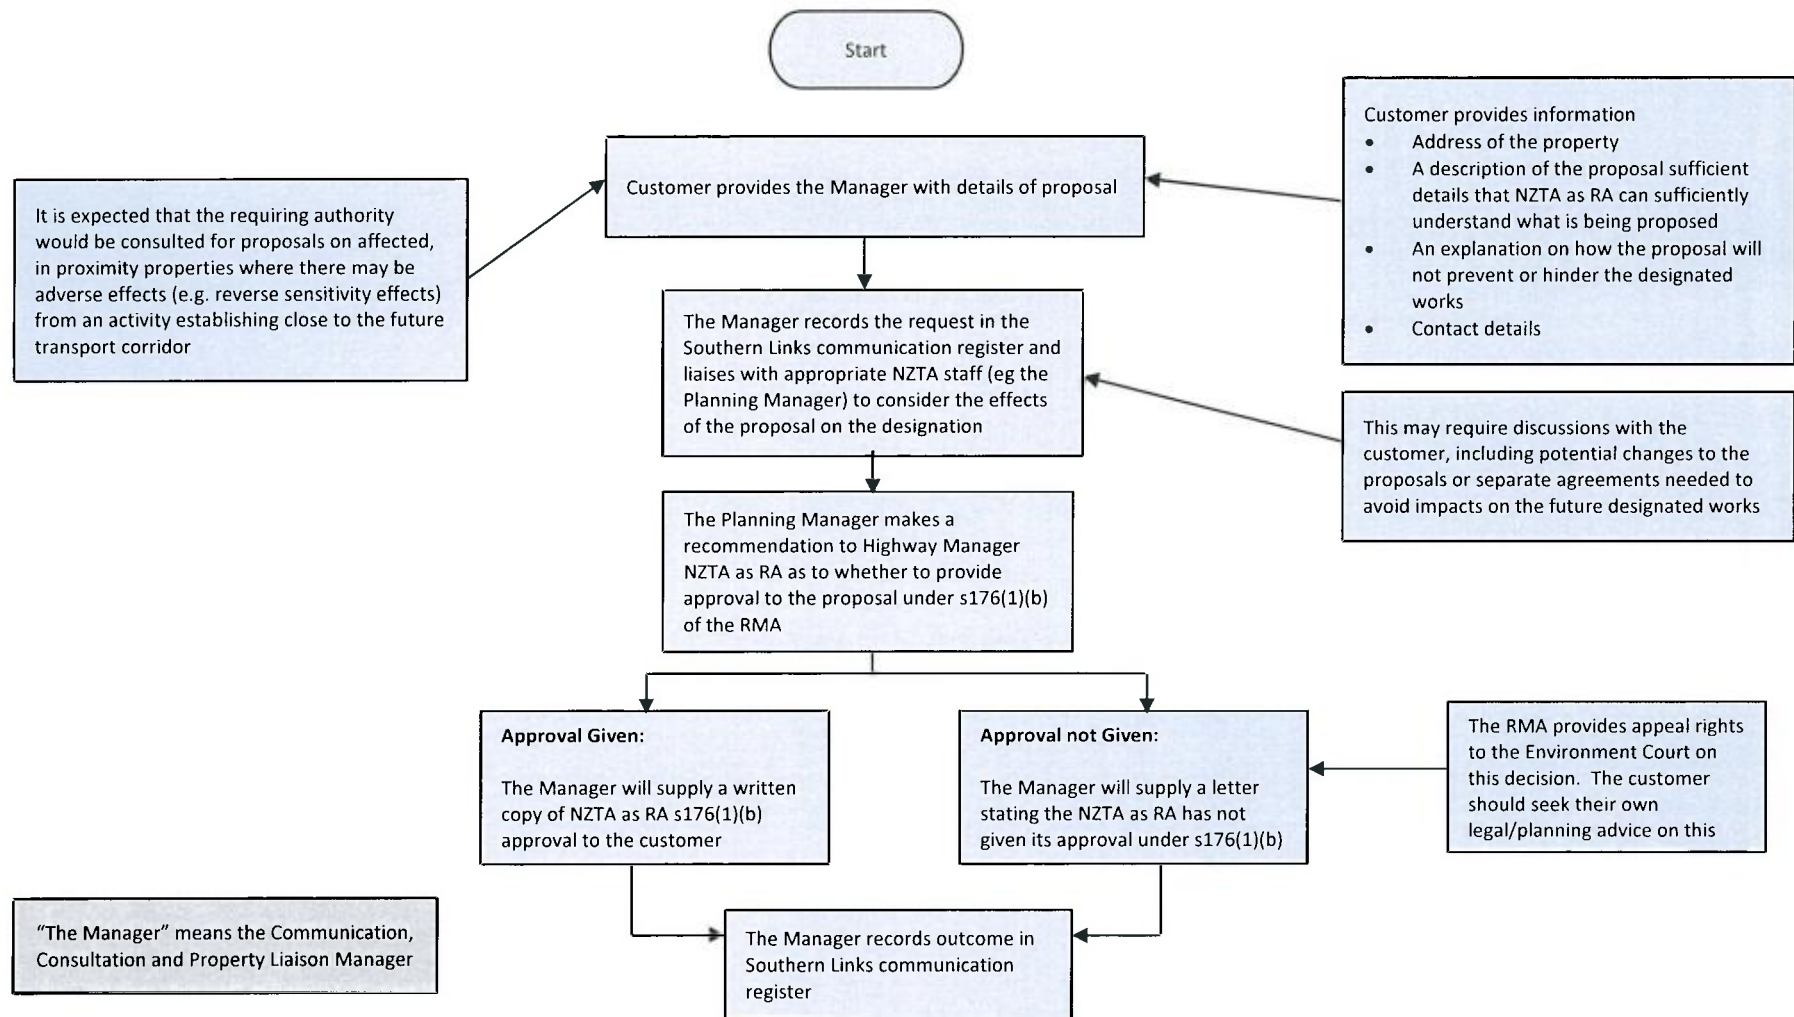 Start
Customer provides the Manager with details of proposal
Customer provides information
• Address of the property
• A description of the proposal sufficient
details that NZTA as RA can sufficiently
understand what is being proposed
• An explanation on how the proposal will
not prevent or hinder the designated
works
• Contact details
It is expected that the requiring authority
would be consulted for proposals on affected,
in proximity properties where there may be
adverse effects (e.g. reverse sensitivity effects)
from an activity establishing close to the future
transport corridor
The Manager records the request in the
Southern Links communication register and
liaises with appropriate NZTA staff (eg the
Planning Manager) to consider the effects
of the proposal on the designation
This may require discussions with the
customer, including potential changes to the
proposals or separate agreements needed to
avoid impacts on the future designated works
The Planning Manager makes a
recommendation to Highway Manager
NZTA as RA as to whether to provide
approval to the proposal under s176(1)(b)
of the RMA
Approval Given:
The Manager will supply a written
copy of NZTA as RA s176(1)(b)
approval to the customer
Approval not Given:
The Manager will supply a letter
stating the NZTA as RA has not
given its approval under s176(1)(b)
The RMA provides appeal rights
to the Environment Court on
this decision.  The customer
should seek their own
legal/planning advice on this
"The Manager" means the Communication,
Consultation and Property Liaison Manager
The Manager records outcome in
Southern Links communication
register